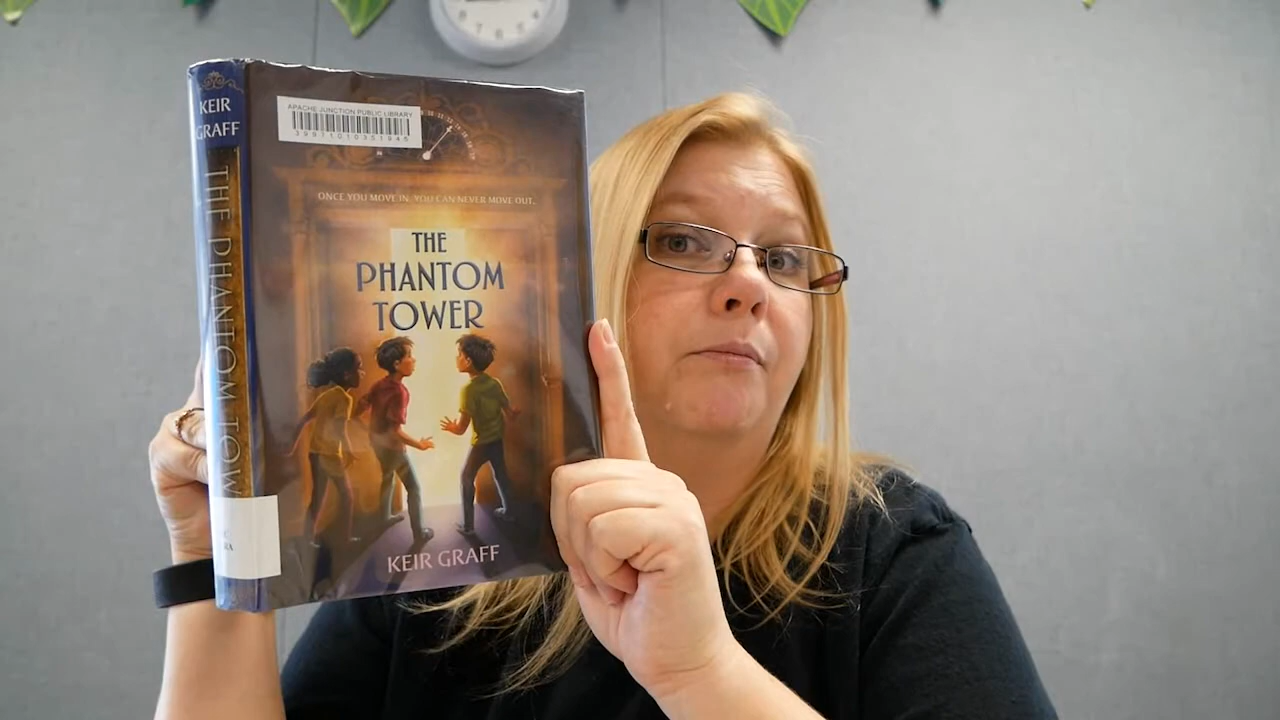 KEIR
GRAFF
THE PHANTOM TOW
APACHE JUNCTION PUBLIC LIBRARY
ONCE YOU MOVE IN, YOU CAN NEVER MOVE OUT.
THE
PHANTOM
TOWER
KEIR GRAFF